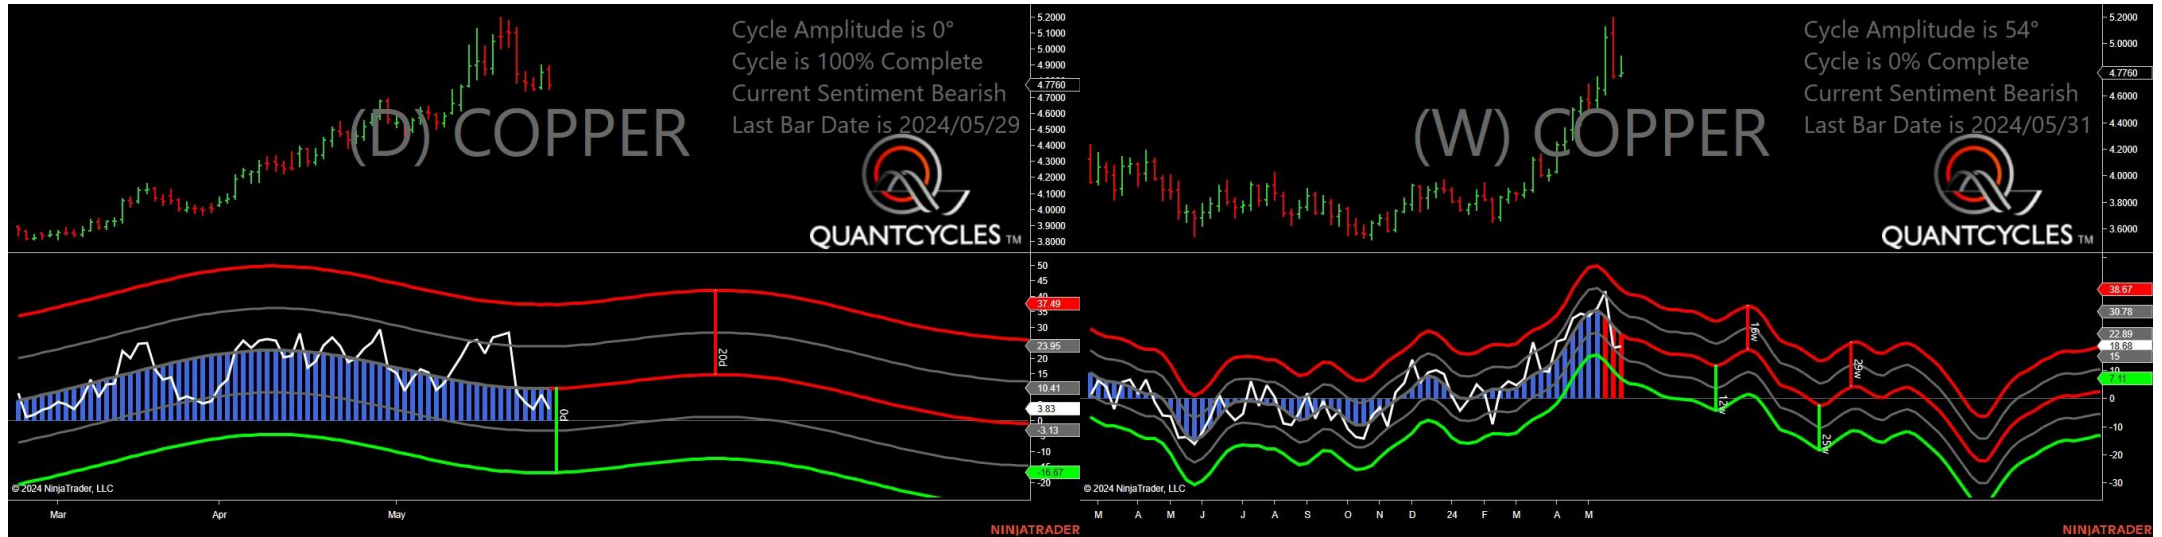 Cycle Amplitude is 0°
Cycle is 100% Complete
Current Sentiment Bearish
Last Bar Date is 2024/05/29
(D) COPPER
QUANTCYCLES TM
5.2000
5.1000
5.0000
4.9000
4.7760
4.7000
4.6000
4.5000
4.4000
4.3000
4.2000
4.1000
4.0000
3.9000
3.8000
50
45
37.49
35
30
23.95
20
15
10.41
3.83
0
-3.13
-10
-16.67
-20
20d
0d
© 2024 NinjaTrader, LLC
Mar Apr May
NINJATRADER
Cycle Amplitude is 54°
Cycle is 0% Complete
Current Sentiment Bearish
Last Bar Date is 2024/05/31
(W) COPPER
QUANTCYCLES TM
5.2000
5.0000
4.7760
4.6000
4.4000
4.2000
4.0000
3.8000
3.6000
38.67
30.78
22.89
18.68
15
10
7.11
0
-10
-20
-30
16w
29w
12w
25w
© 2024 NinjaTrader, LLC
M A M J J A S O N D 24 F M A M
NINJATRADER